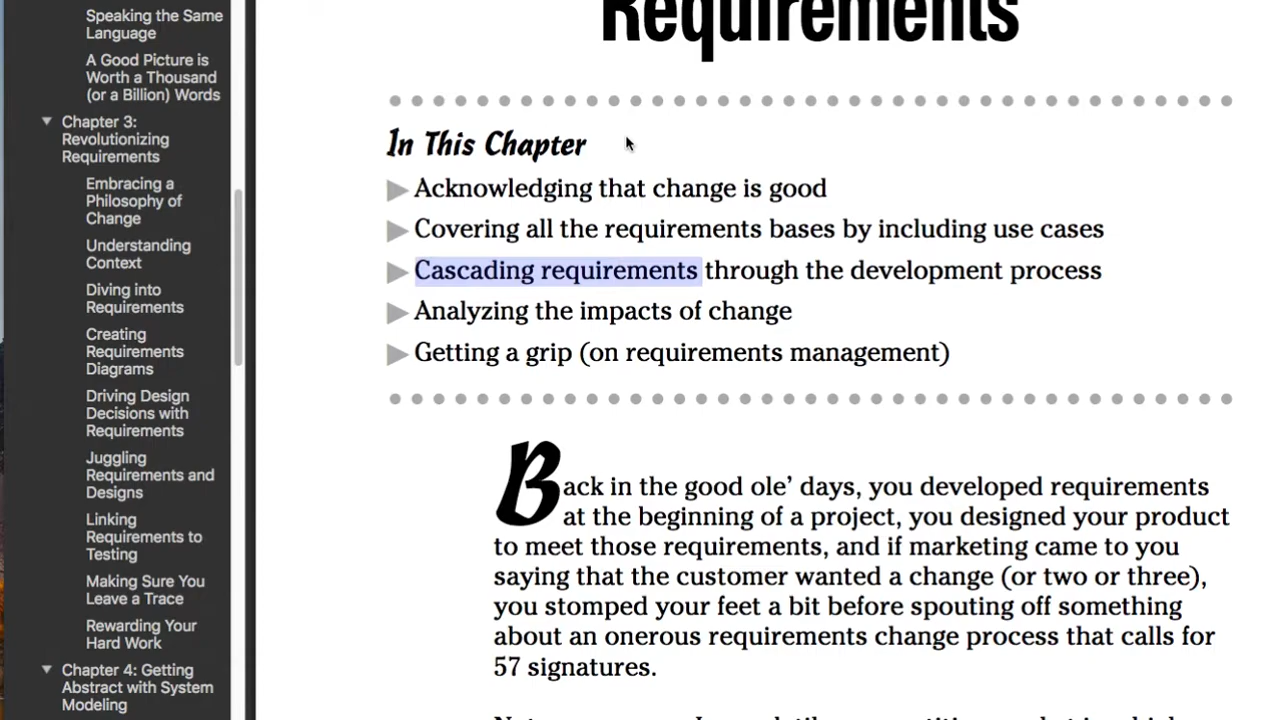 Speaking the Same
Language
A Good Picture is
Worth a Thousand
(or a Billion) Words
Chapter 3:
Revolutionizing
Requirements
Embracing a
Philosophy of
Change
Understanding
Context
Diving into
Requirements
Creating
Requirements
Diagrams
Driving Design
Decisions with
Requirements
Juggling
Requirements and
Designs
Linking
Requirements to
Testing
Making Sure You
Leave a Trace
Rewarding Your
Hard Work
Chapter 4: Getting
Abstract with System
Modeling
Requirements
In This Chapter
Acknowledging that change is good
Covering all the requirements bases by including use cases
Cascading requirements through the development process
Analyzing the impacts of change
Getting a grip (on requirements management)
Back in the good ole’ days, you developed requirements
at the beginning of a project, you designed your product
to meet those requirements, and if marketing came to you
saying that the customer wanted a change (or two or three),
you stomped your feet a bit before spouting off something
about an onerous requirements change process that calls for
57 signatures.